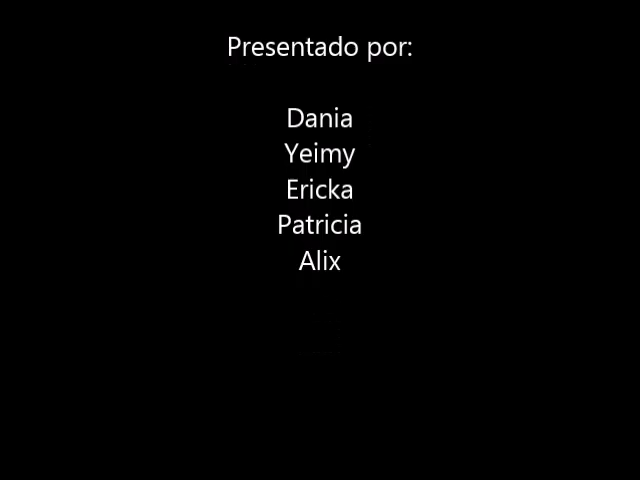 Presentado por:
Dania
Yeimy
Ericka
Patricia
Alix